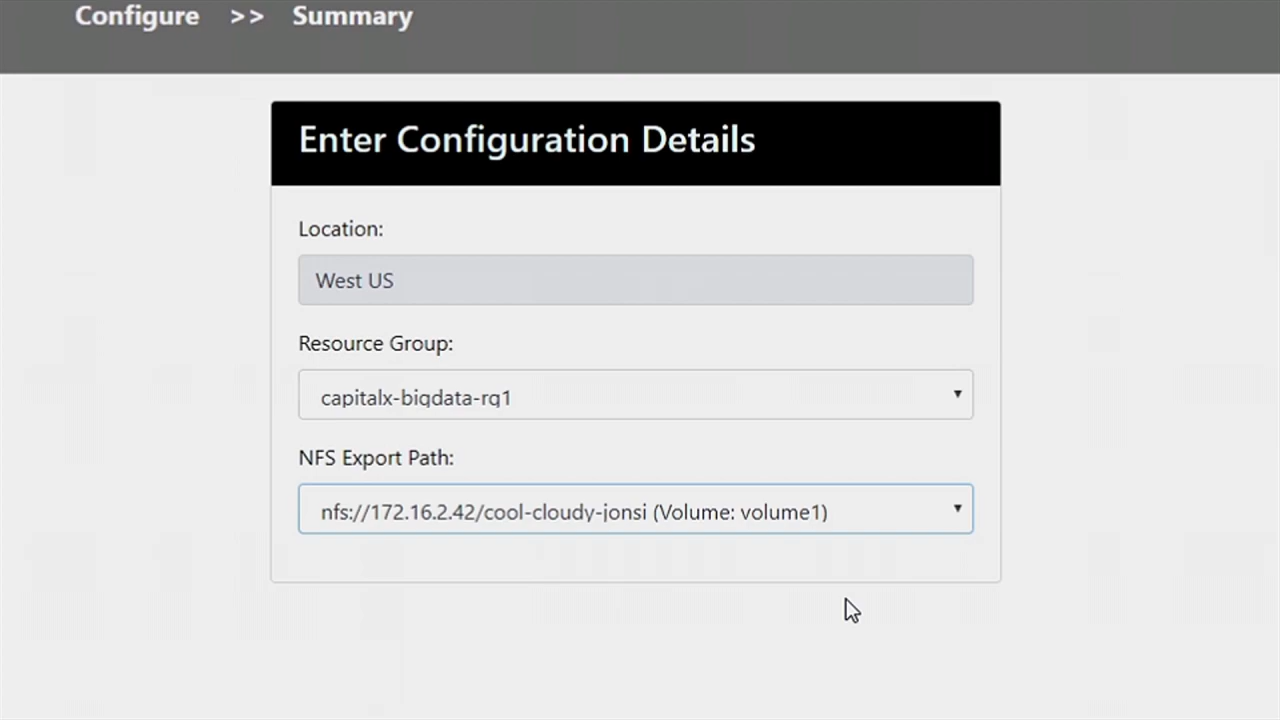 Configure >> Summary
Enter Configuration Details
Location:
West US
Resource Group:
capitalx-bigdata-rg1
NFS Export Path:
nfs://172.16.2.42/cool-cloudy-jonsi (Volume: volume1)